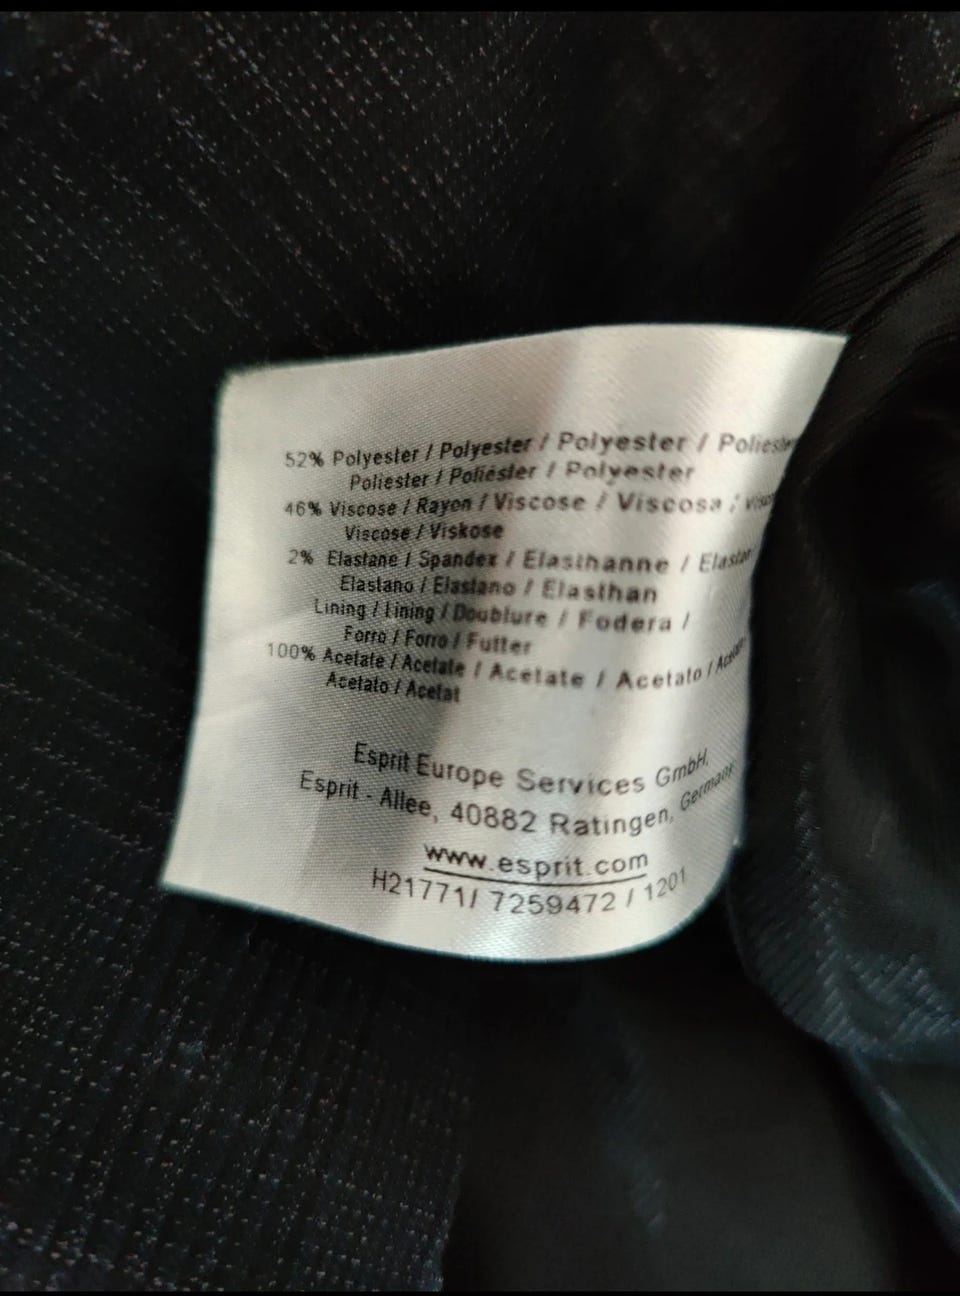 52% Polyester / Polyester / Polyester / Poliester
Poliester / Poliéster / Polyester
46% Viscose / Rayon / Viscose / Viscosa /
Viscose / Viskose
2% Elastane / Spandex / Elasthanne /
Elastano / Elastano / Elasthan
Lining / Lining / Doublure / Fodera /
Forro / Forro / Futter
100% Acetate / Acetate / Acétate / Acetato /
Acetato / Acetat
Esprit Europe Services GmbH,
Esprit - Allee, 40882 Ratingen, Germany
www.esprit.com
H21771/ 7259472 / 1201